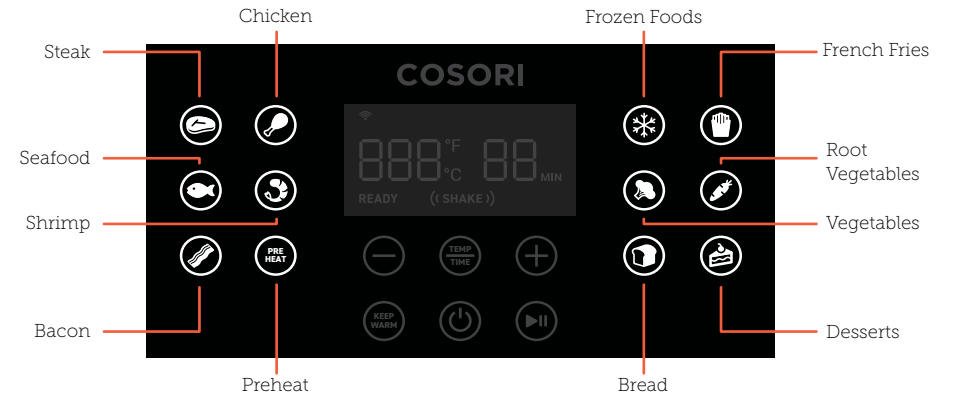 Chicken
Frozen Foods
Steak
French Fries
COSORI
888 °F 88
°C MIN
READY ((SHAKE))
Seafood
Root
Vegetables
Shrimp
Vegetables
PRE
HEAT
TEMP
TIME
KEEP
WARM
Bacon
Desserts
Preheat
Bread